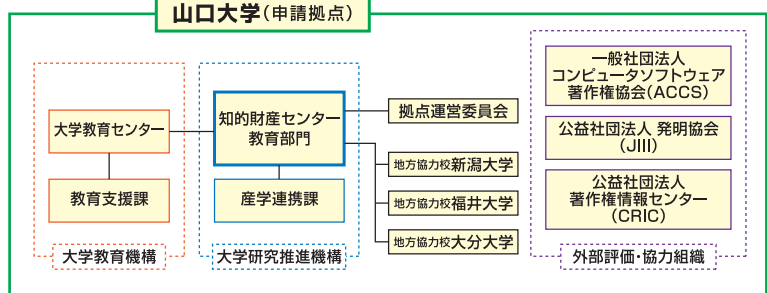 山口大学(申請拠点)
大学教育センター
教育支援課
大学教育機構
知的財産センター
教育部門
産学連携課
大学研究推進機構
拠点運営委員会
地方協力校新潟大学
地方協力校福井大学
地方協力校大分大学
一般社団法人
コンピュータソフトウェア
著作権協会(ACCS)
公益社団法人 発明協会
(JIII)
公益社団法人
著作権情報センター
(CRIC)
外部評価・協力組織